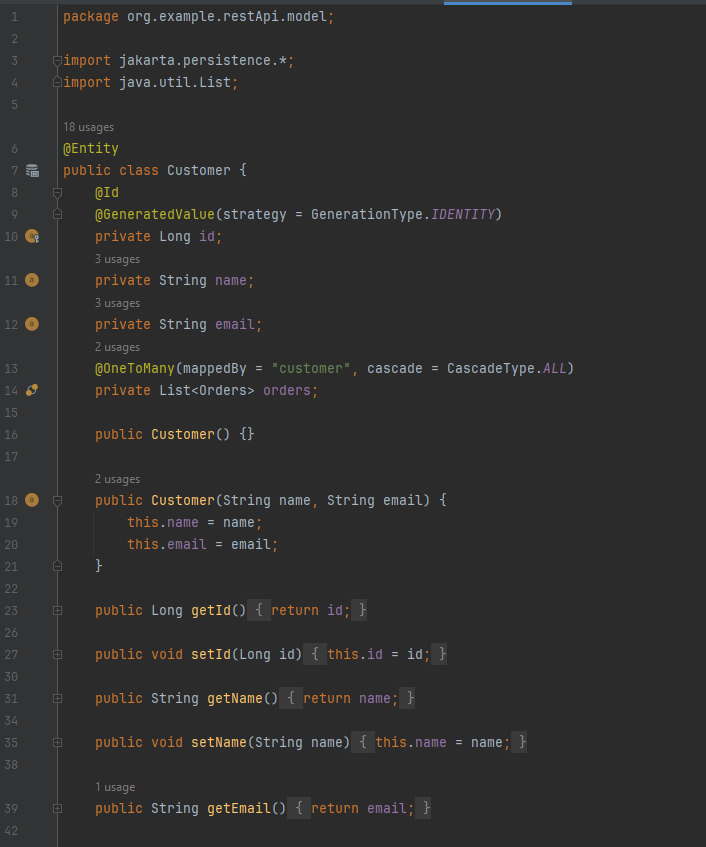 1 package org.example.restApi.model;
2
3 import jakarta.persistence.*;
4 import java.util.List;
5
18 usages
6 @Entity
7 public class Customer {
8 @Id
9 @GeneratedValue(strategy = GenerationType.IDENTITY)
10 private Long id;
3 usages
11 private String name;
3 usages
12 private String email;
2 usages
13 @OneToMany(mappedBy = "customer", cascade = CascadeType.ALL)
14 private List<Orders> orders;
15
16 public Customer() {}
17
2 usages
18 public Customer(String name, String email) {
19 this.name = name;
20 this.email = email;
21 }
22
23 public Long getId() { return id; }
26
27 public void setId(Long id) { this.id = id; }
30
31 public String getName() { return name; }
34
35 public void setName(String name) { this.name = name; }
38
1 usage
39 public String getEmail() { return email; }
42